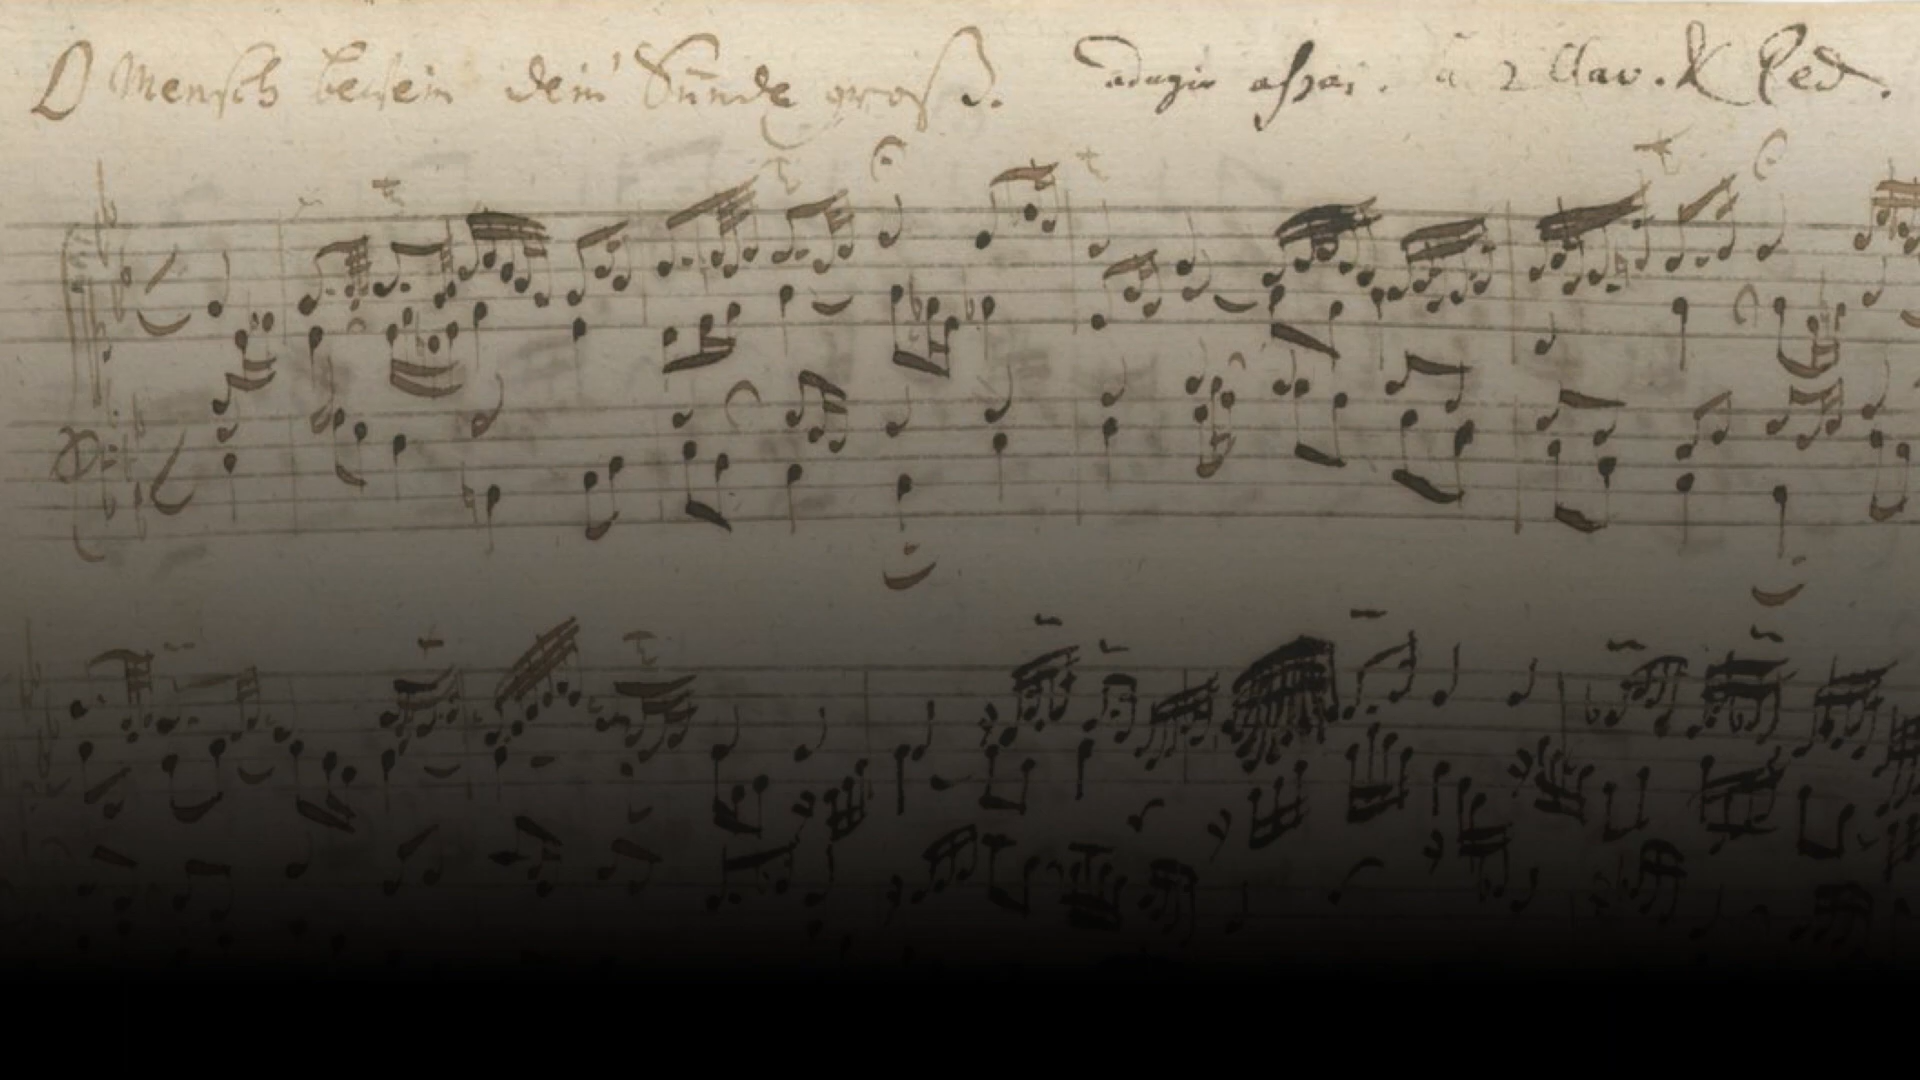 O Mensch bewein dein' Sünde groß. adagio assai. à 2 Clav. & Ped.